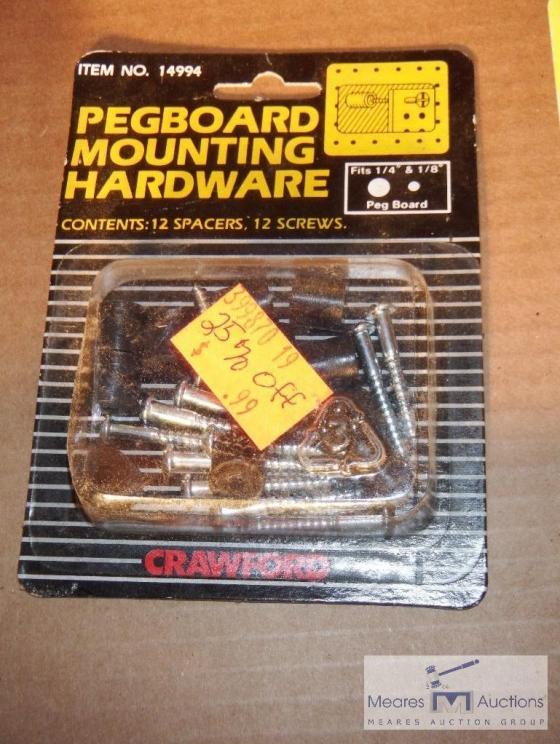 ITEM NO. 14994
PEGBOARD
MOUNTING
HARDWARE
Fits 1/4" & 1/8"
Peg Board
CONTENTS: 12 SPACERS, 12 SCREWS.
25% off
.99
CRAWFORD
Meares M Auctions
MEARES AUCTION GROUP